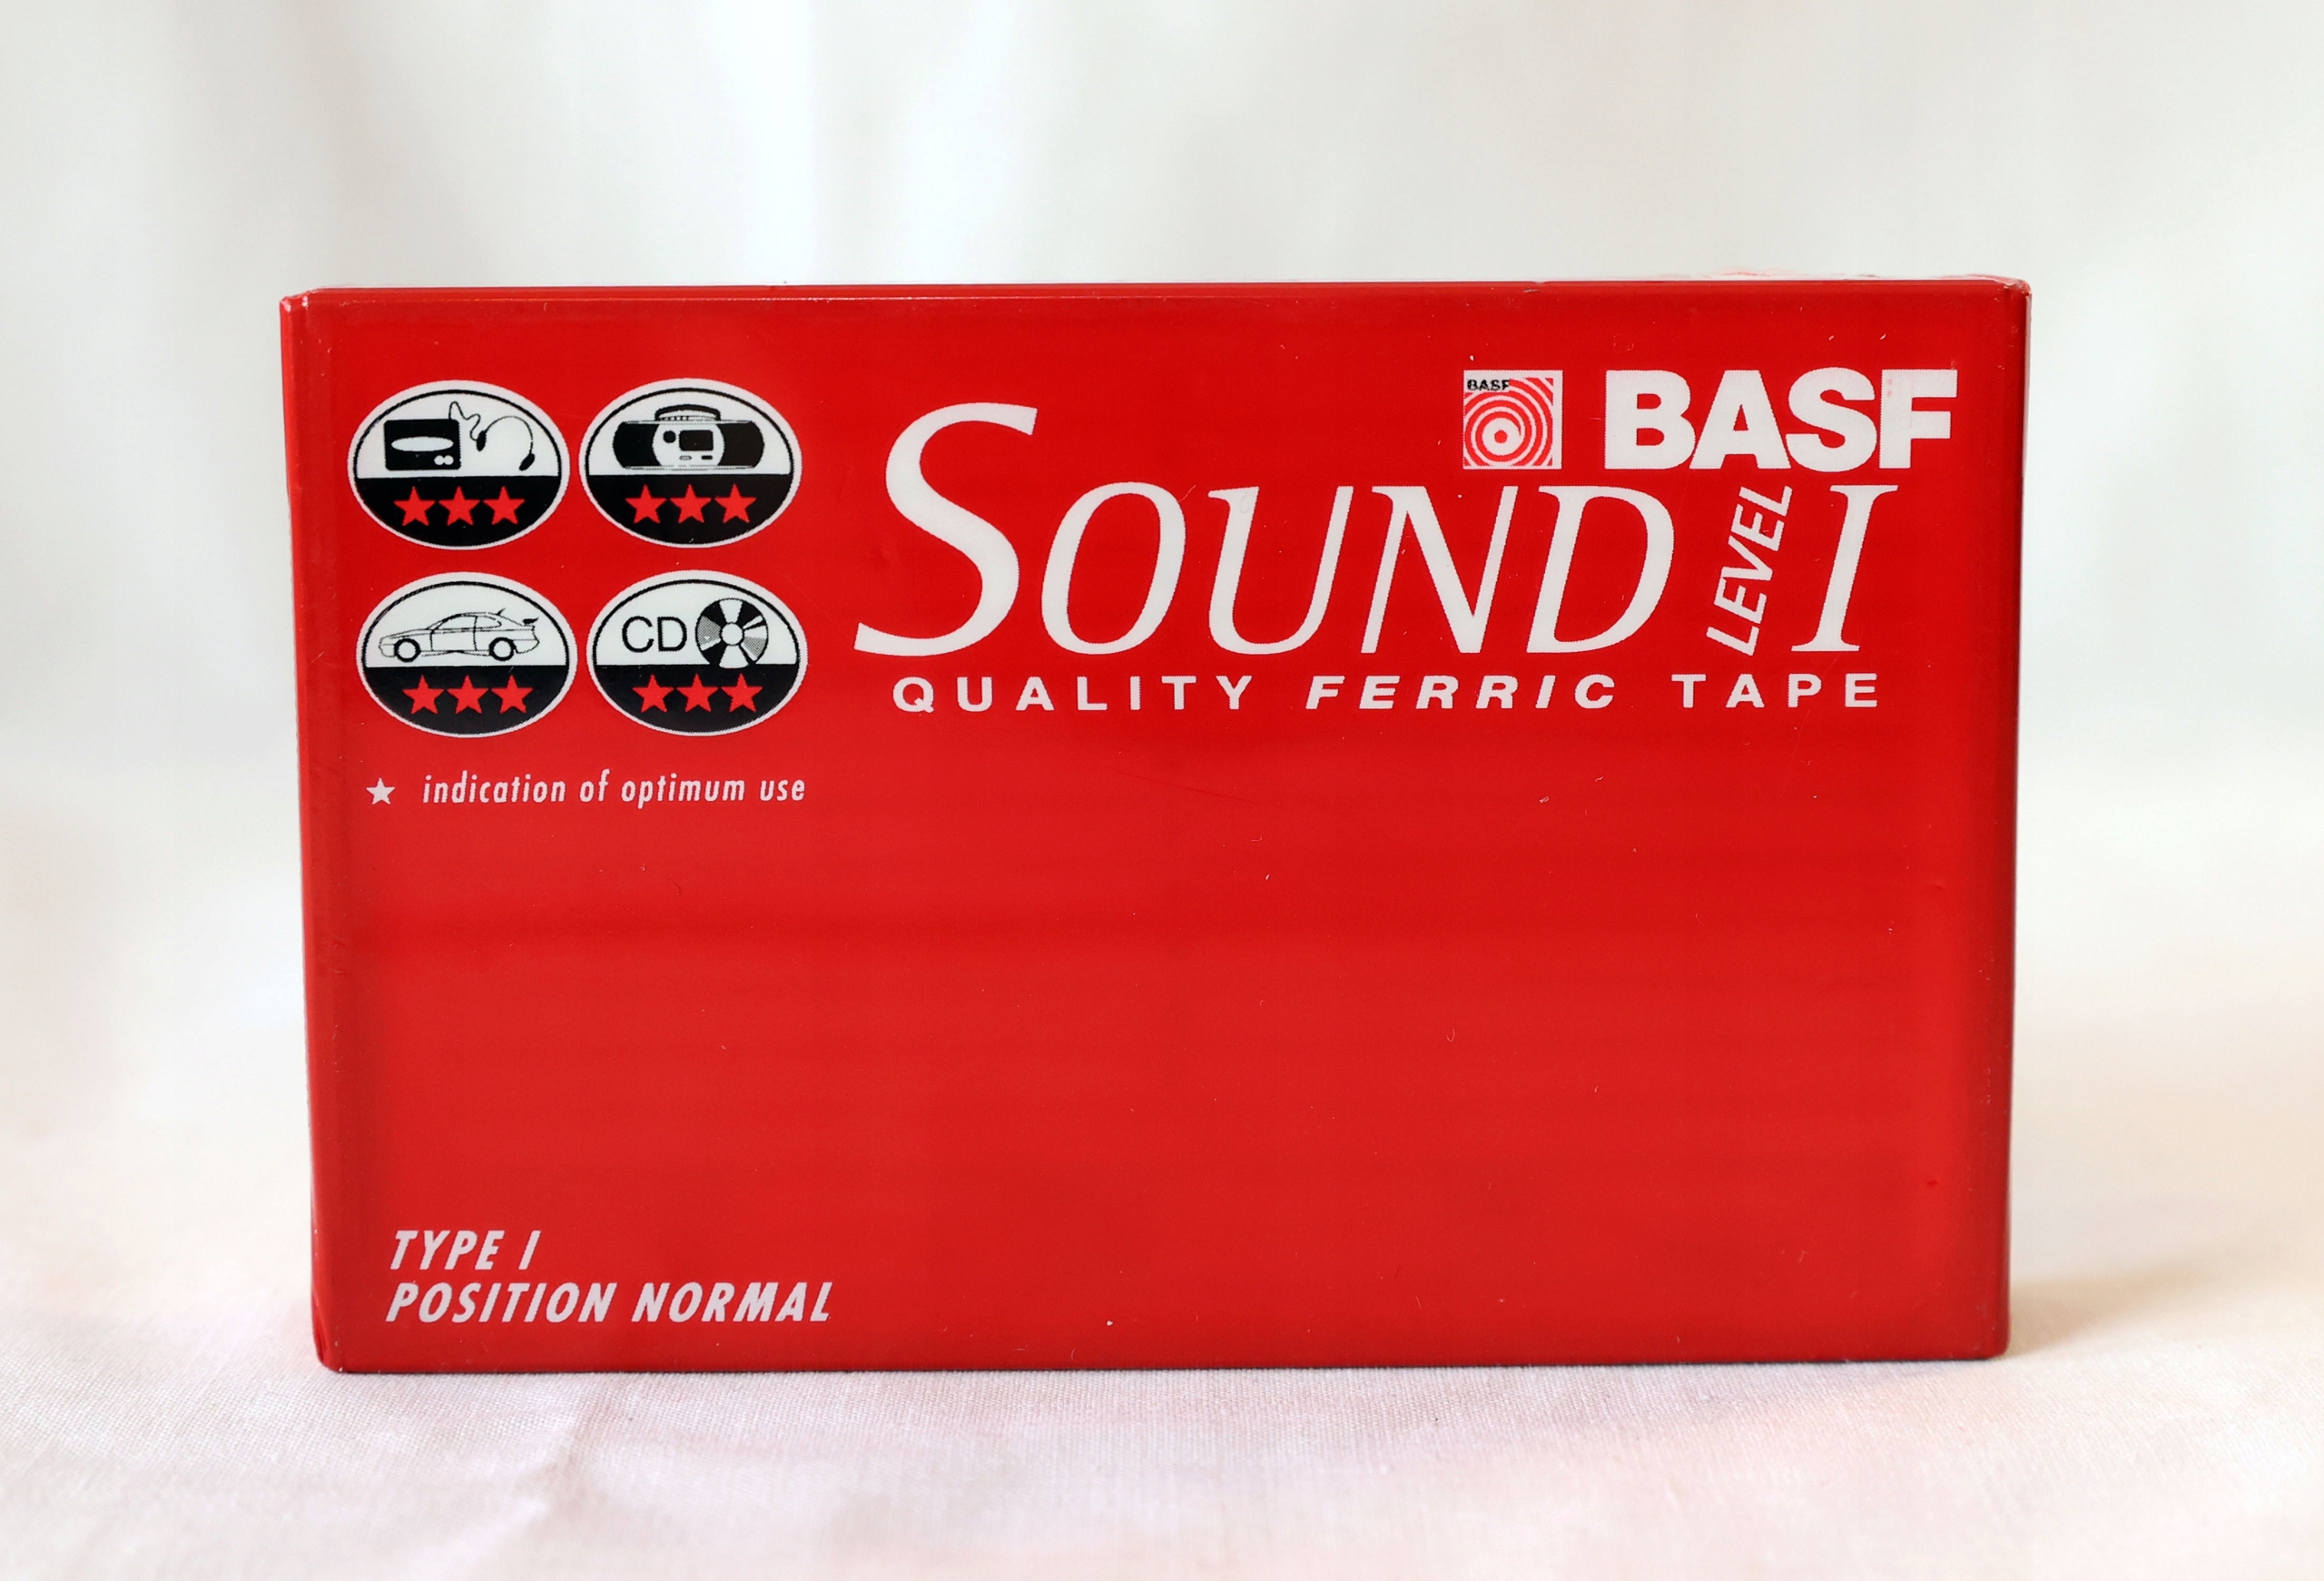 BASF BASF
SOUND LEVEL I
QUALITY FERRIC TAPE
CD
★ indication of optimum use
TYPE I
POSITION NORMAL